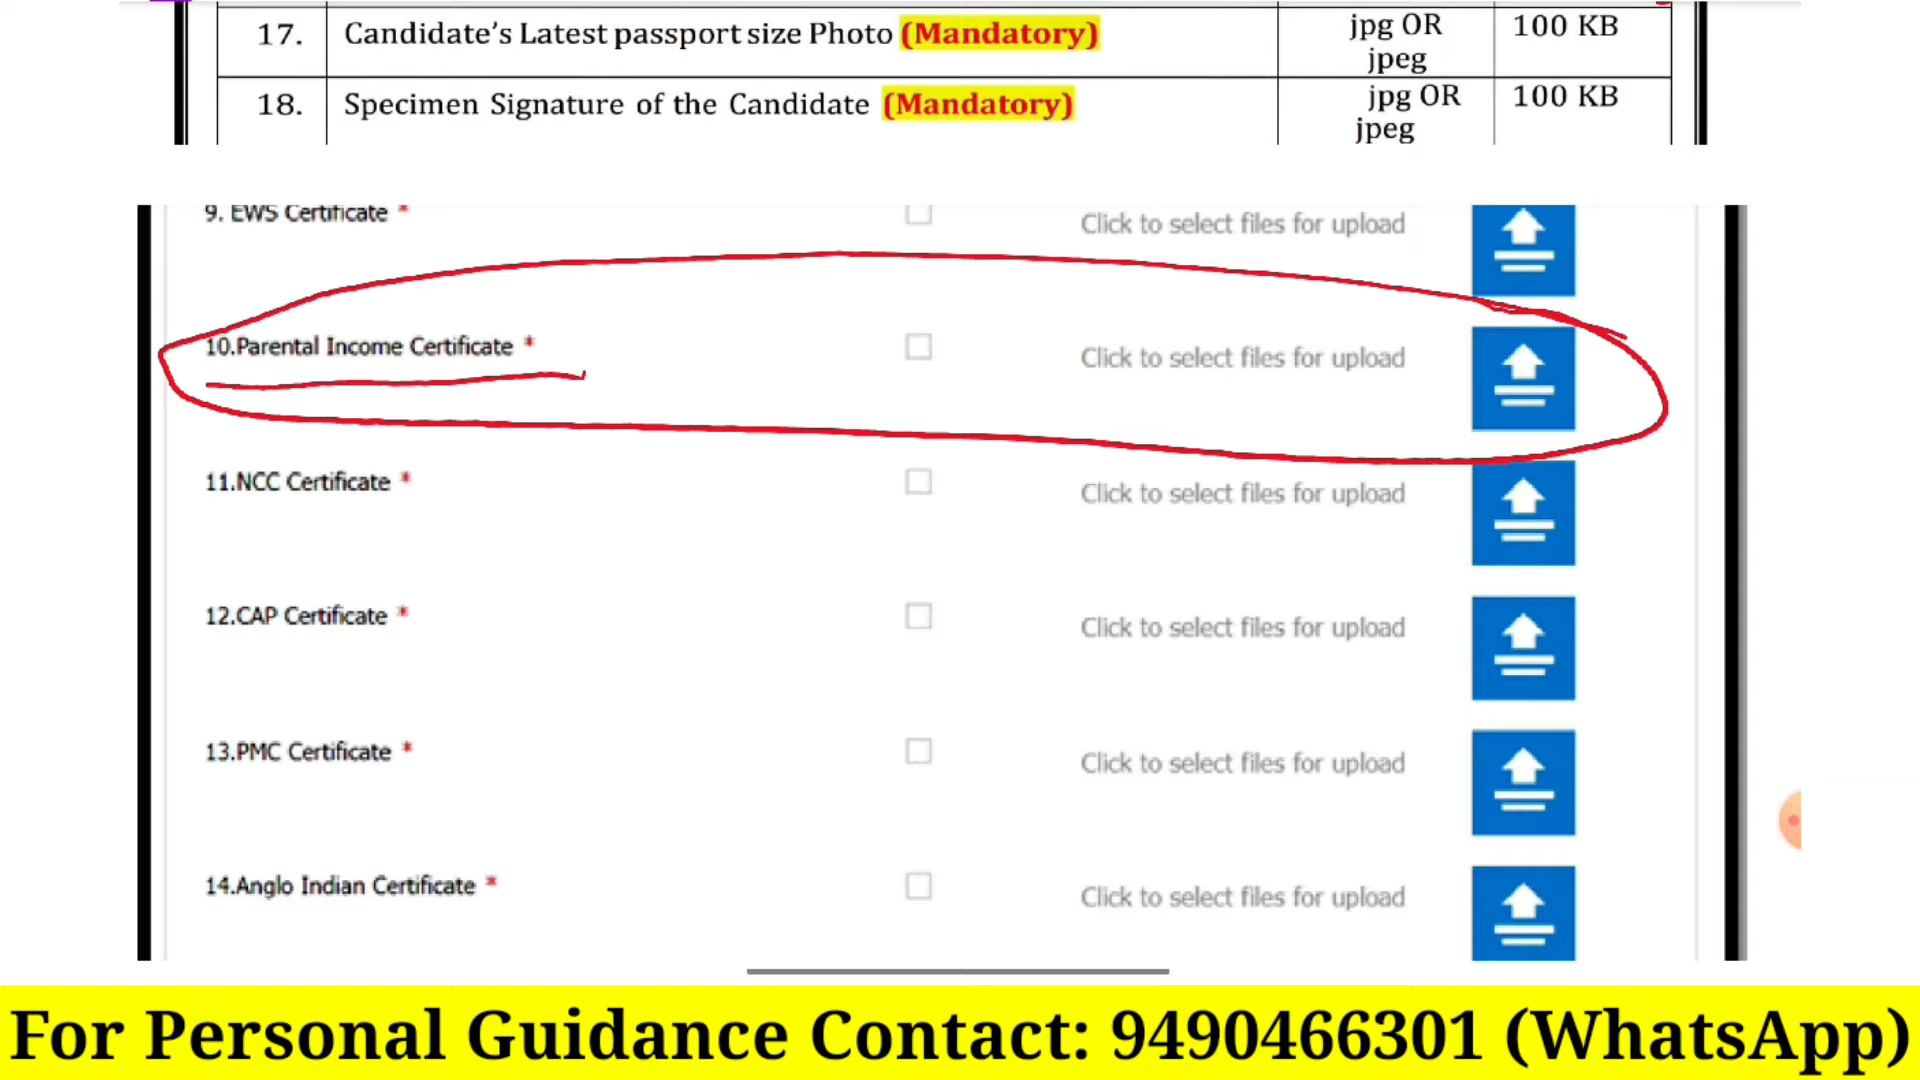 17. Candidate's Latest passport size Photo (Mandatory) jpg OR jpeg 100 KB
18. Specimen Signature of the Candidate (Mandatory) jpg OR jpeg 100 KB
9. EWS Certificate * Click to select files for upload
10.Parental Income Certificate * Click to select files for upload
11.NCC Certificate * Click to select files for upload
12.CAP Certificate * Click to select files for upload
13.PMC Certificate * Click to select files for upload
14.Anglo Indian Certificate * Click to select files for upload
For Personal Guidance Contact: 9490466301 (WhatsApp)